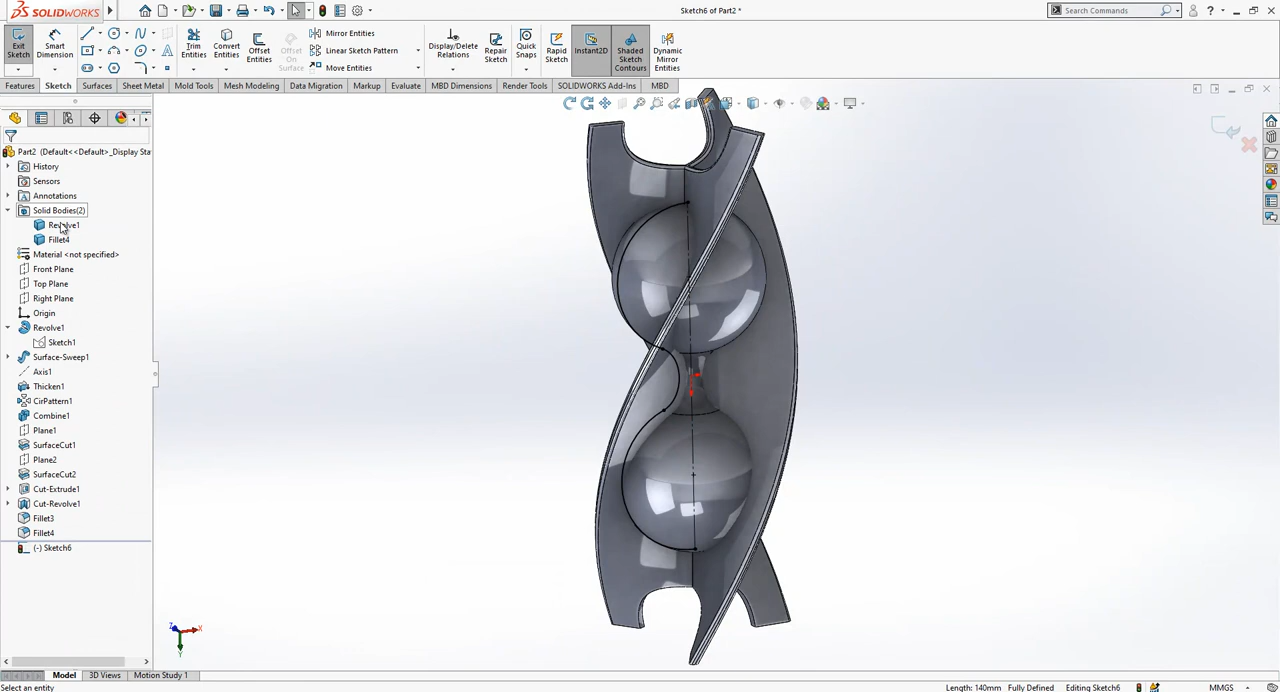 SOLIDWORKS
Sketch6 of Part2 *
Search Commands
Exit Sketch
Smart Dimension
Trim Entities
Convert Entities
Offset Entities
Offset On Surface
Mirror Entities
Linear Sketch Pattern
Move Entities
Display/Delete Relations
Repair Sketch
Quick Snaps
Rapid Sketch
Instant2D
Shaded Sketch Contours
Dynamic Mirror Entities
Features
Sketch
Surfaces
Sheet Metal
Mold Tools
Mesh Modeling
Data Migration
Markup
Evaluate
MBD Dimensions
Render Tools
SOLIDWORKS Add-Ins
MBD
Part2 (Default<<Default>_Display Sta
History
Sensors
Annotations
Solid Bodies(2)
Revolve1
Fillet4
Material <not specified>
Front Plane
Top Plane
Right Plane
Origin
Revolve1
Sketch1
Surface-Sweep1
Axis1
Thicken1
CirPattern1
Combine1
Plane1
SurfaceCut1
Plane2
SurfaceCut2
Cut-Extrude1
Cut-Revolve1
Fillet3
Fillet4
(-) Sketch6
Z X Y
Model
3D Views
Motion Study 1
Select an entity
Length: 140mm
Fully Defined
Editing Sketch6
MMGS